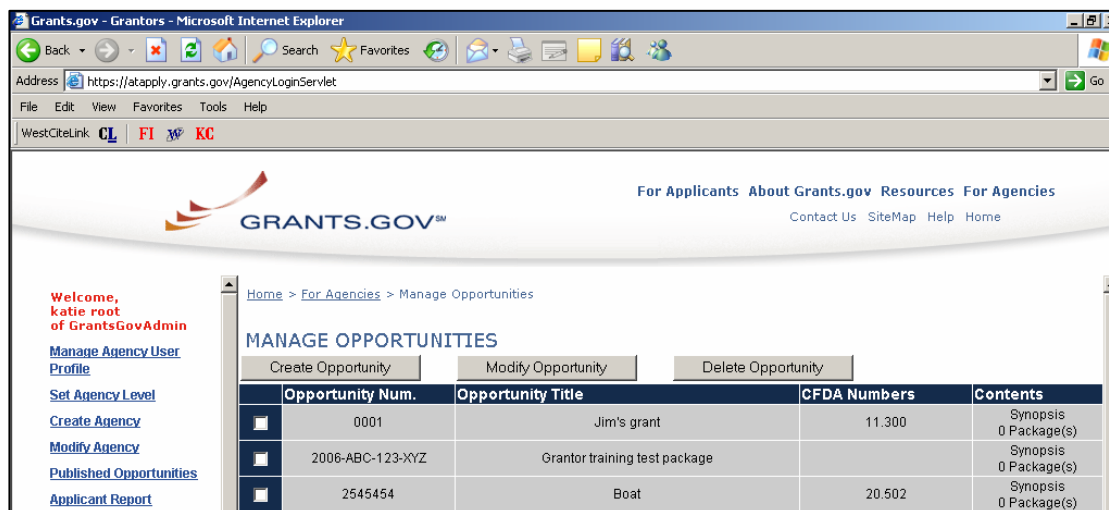 Grants.gov - Grantors - Microsoft Internet Explorer
Back Search Favorites
Address https://atapply.grants.gov/AgencyLoginServlet Go
File Edit View Favorites Tools Help
WestCiteLink CL FI W KC
For Applicants About Grants.gov Resources For Agencies
GRANTS.GOV℠
Contact Us SiteMap Help Home
Welcome,
katie root
of GrantsGovAdmin
Manage Agency User
Profile
Set Agency Level
Create Agency
Modify Agency
Published Opportunities
Applicant Report
Home > For Agencies > Manage Opportunities
MANAGE OPPORTUNITIES
Create Opportunity Modify Opportunity Delete Opportunity
Opportunity Num. Opportunity Title CFDA Numbers Contents
0001 Jim's grant 11.300 Synopsis
0 Package(s)
2006-ABC-123-XYZ Grantor training test package Synopsis
0 Package(s)
2545454 Boat 20.502 Synopsis
0 Package(s)